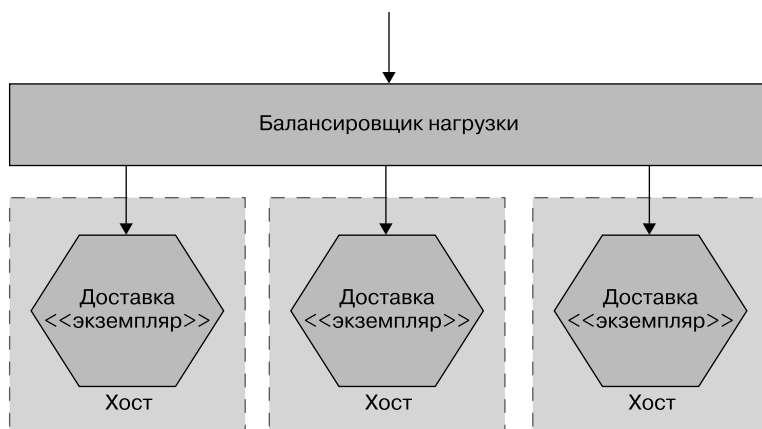 Балансировщик нагрузки
Доставка
<<экземпляр>>
Хост
Доставка
<<экземпляр>>
Хост
Доставка
<<экземпляр>>
Хост